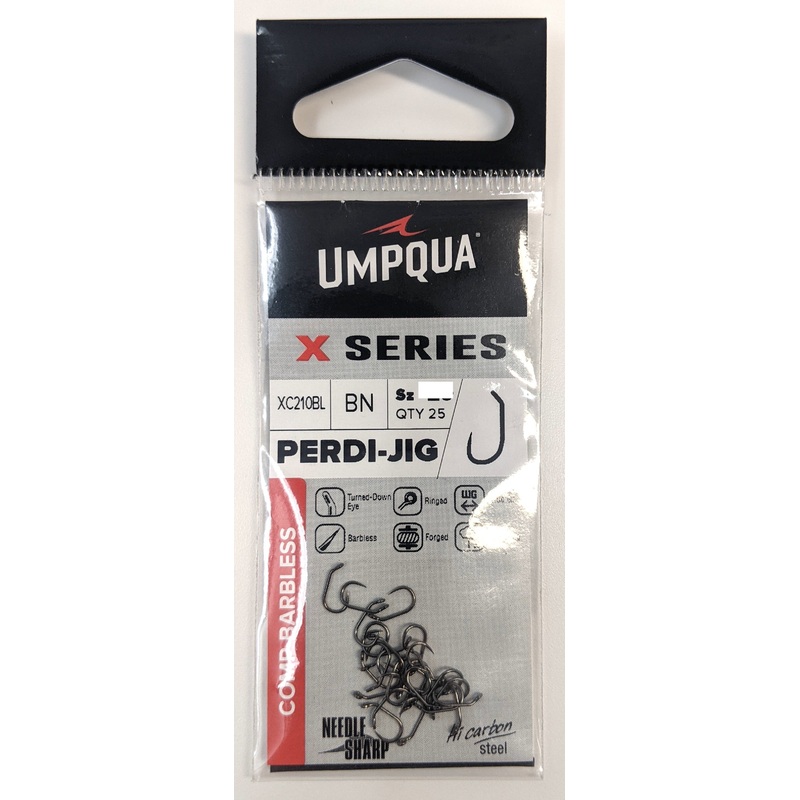 UMPQUA
X SERIES
XC210BL BN Sz
QTY 25
PERDI-JIG
Turned-Down Eye
Ringed
WG
Barbless
Forged
COMP BARBLESS
NEEDLE
SHARP
Hi carbon
steel